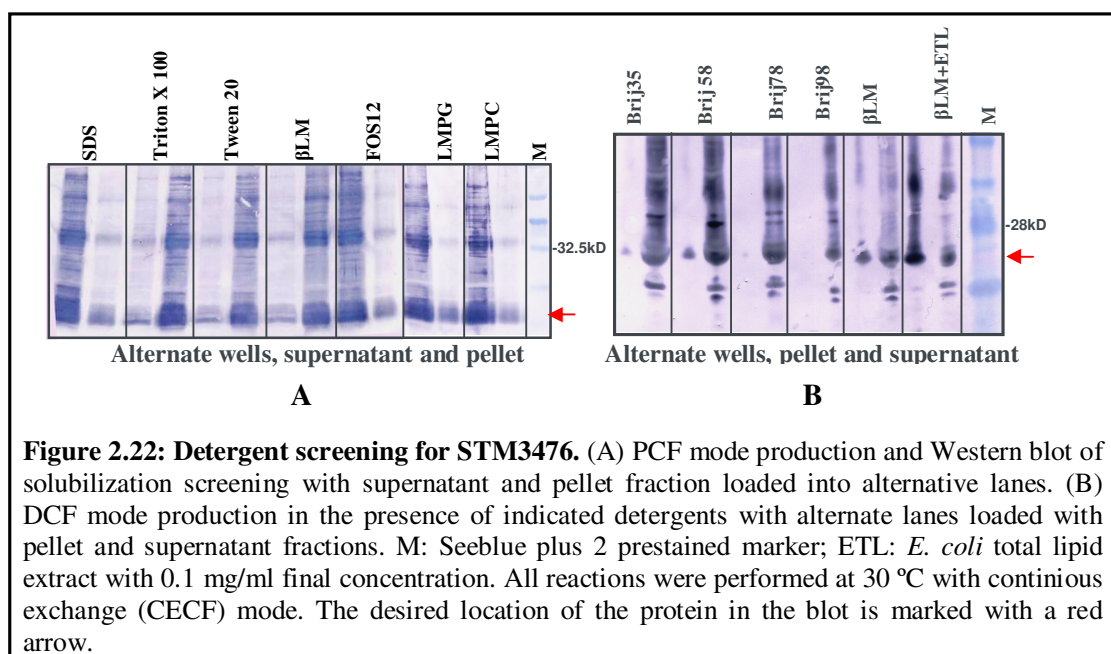 SDS
Triton X 100
Tween 20
βLM
FOS12
LMPG
LMPC
M
-32.5kD
Alternate wells, supernatant and pellet
A
Brij35
Brij 58
Brij78
Brij98
βLM
βLM+ETL
M
-28kD
Alternate wells, pellet and supernatant
B
Figure 2.22: Detergent screening for STM3476. (A) PCF mode production and Western blot of
solubilization screening with supernatant and pellet fraction loaded into alternative lanes. (B)
DCF mode production in the presence of indicated detergents with alternate lanes loaded with
pellet and supernatant fractions. M: Seeblue plus 2 prestained marker; ETL: E. coli total lipid
extract with 0.1 mg/ml final concentration. All reactions were performed at 30 ºC with continious
exchange (CECF) mode. The desired location of the protein in the blot is marked with a red
arrow.